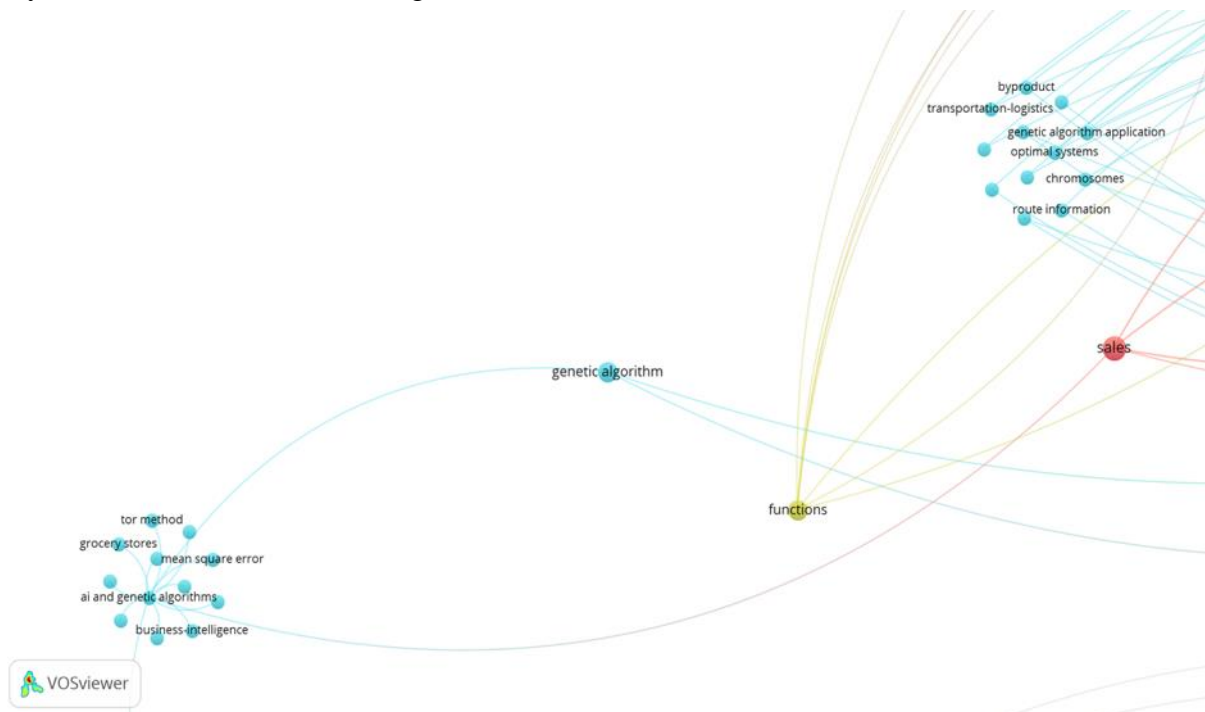 byproduct
transportation-logistics
genetic algorithm application
optimal systems
chromosomes
route information
sales
genetic algorithm
functions
tor method
grocery stores
mean square error
ai and genetic algorithms
business-intelligence
VOSviewer